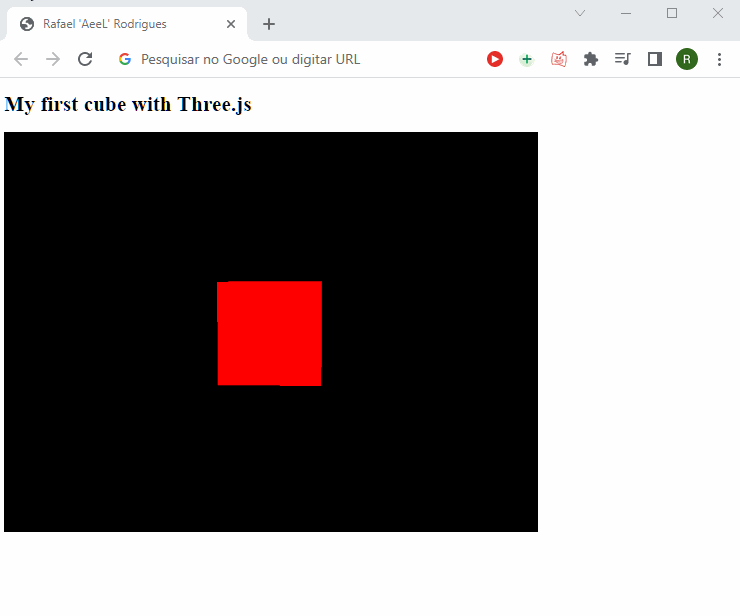 Rafael 'AeeL' Rodrigues
Pesquisar no Google ou digitar URL
R
My first cube with Three.js